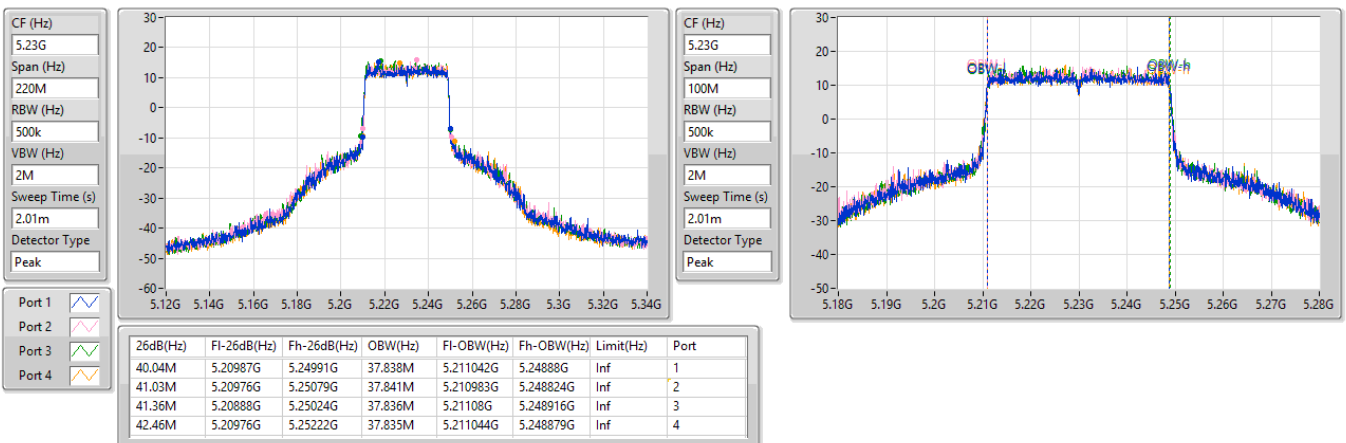 CF (Hz)
5.23G
Span (Hz)
220M
RBW (Hz)
500k
VBW (Hz)
2M
Sweep Time (s)
2.01m
Detector Type
Peak
30
20
10
0
-10
-20
-30
-40
-50
-60
5.12G 5.14G 5.16G 5.18G 5.2G 5.22G 5.24G 5.26G 5.28G 5.3G 5.32G 5.34G
CF (Hz)
5.23G
Span (Hz)
100M
RBW (Hz)
500k
VBW (Hz)
2M
Sweep Time (s)
2.01m
Detector Type
Peak
30
20
10
0
-10
-20
-30
-40
-50
OBW-l OBW-h
5.18G 5.19G 5.2G 5.21G 5.22G 5.23G 5.24G 5.25G 5.26G 5.27G 5.28G
Port 1
Port 2
Port 3
Port 4
26dB(Hz) Fl-26dB(Hz) Fh-26dB(Hz) OBW(Hz) Fl-OBW(Hz) Fh-OBW(Hz) Limit(Hz) Port
40.04M 5.20987G 5.24991G 37.838M 5.211042G 5.24888G Inf 1
41.03M 5.20976G 5.25079G 37.841M 5.210983G 5.248824G Inf 2
41.36M 5.20888G 5.25024G 37.836M 5.21108G 5.248916G Inf 3
42.46M 5.20976G 5.25222G 37.835M 5.211044G 5.248879G Inf 4